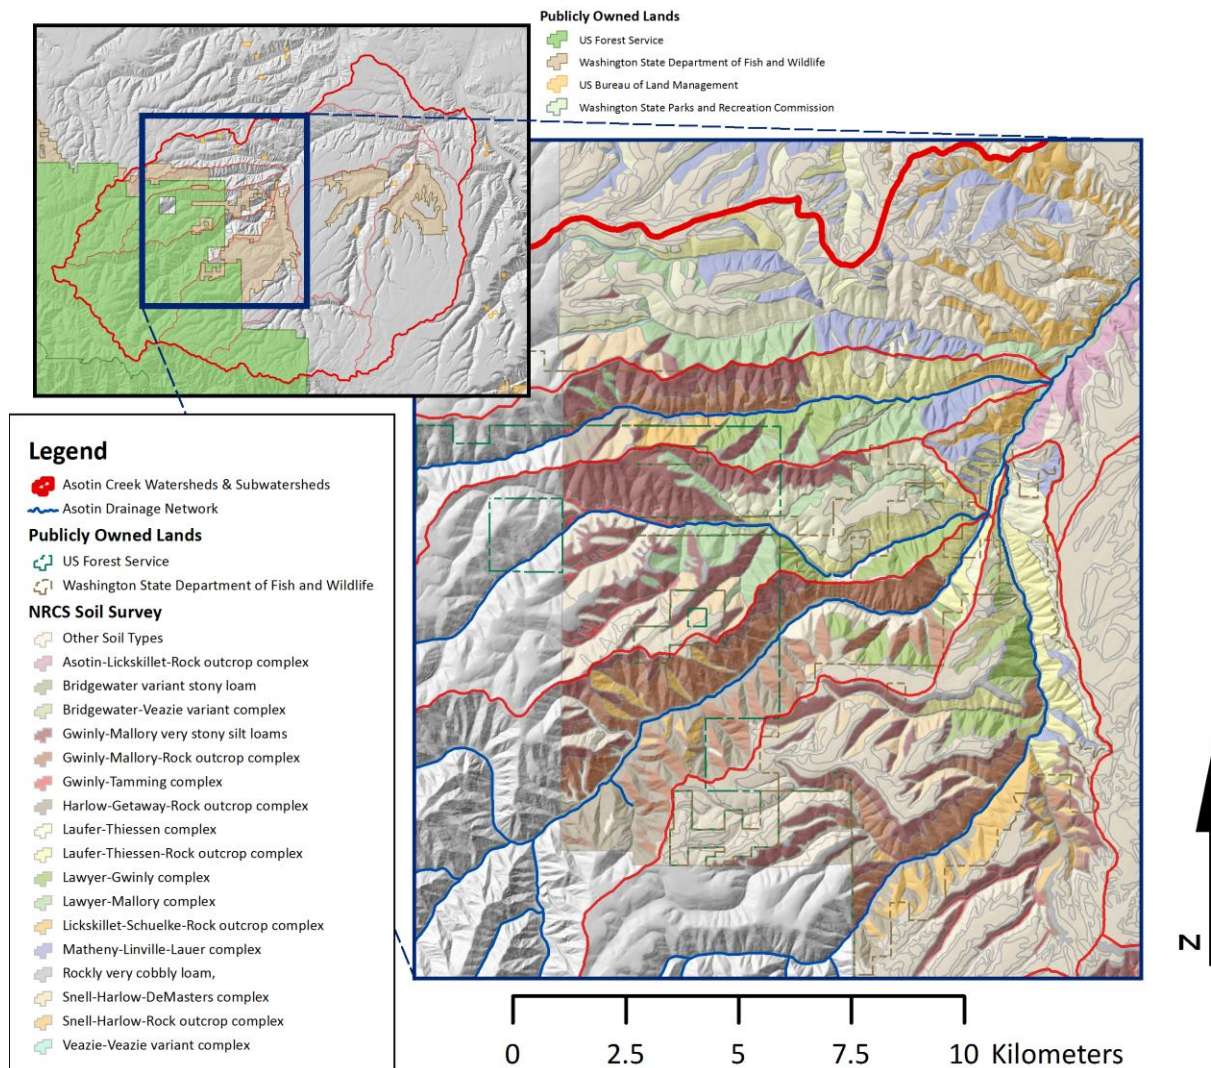 Publicly Owned Lands
US Forest Service
Washington State Department of Fish and Wildlife
US Bureau of Land Management
Washington State Parks and Recreation Commission
Legend
Asotin Creek Watersheds & Subwatersheds
Asotin Drainage Network
Publicly Owned Lands
US Forest Service
Washington State Department of Fish and Wildlife
NRCS Soil Survey
Other Soil Types
Asotin-Lickskillet-Rock outcrop complex
Bridgewater variant stony loam
Bridgewater-Veazie variant complex
Gwinly-Mallory very stony silt loams
Gwinly-Mallory-Rock outcrop complex
Gwinly-Tamming complex
Harlow-Getaway-Rock outcrop complex
Laufer-Thiessen complex
Laufer-Thiessen-Rock outcrop complex
Lawyer-Gwinly complex
Lawyer-Mallory complex
Lickskillet-Schuelke-Rock outcrop complex
Matheny-Linville-Lauer complex
Rockly very cobbly loam,
Snell-Harlow-DeMasters complex
Snell-Harlow-Rock outcrop complex
Veazie-Veazie variant complex
N
0 2.5 5 7.5 10 Kilometers